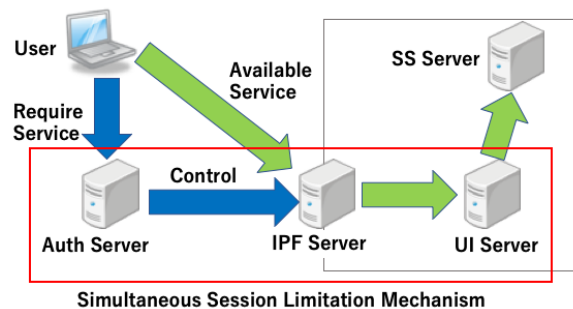 User
SS Server
Available
Service
Require
Service
Control
Auth Server
IPF Server
UI Server
Simultaneous Session Limitation Mechanism